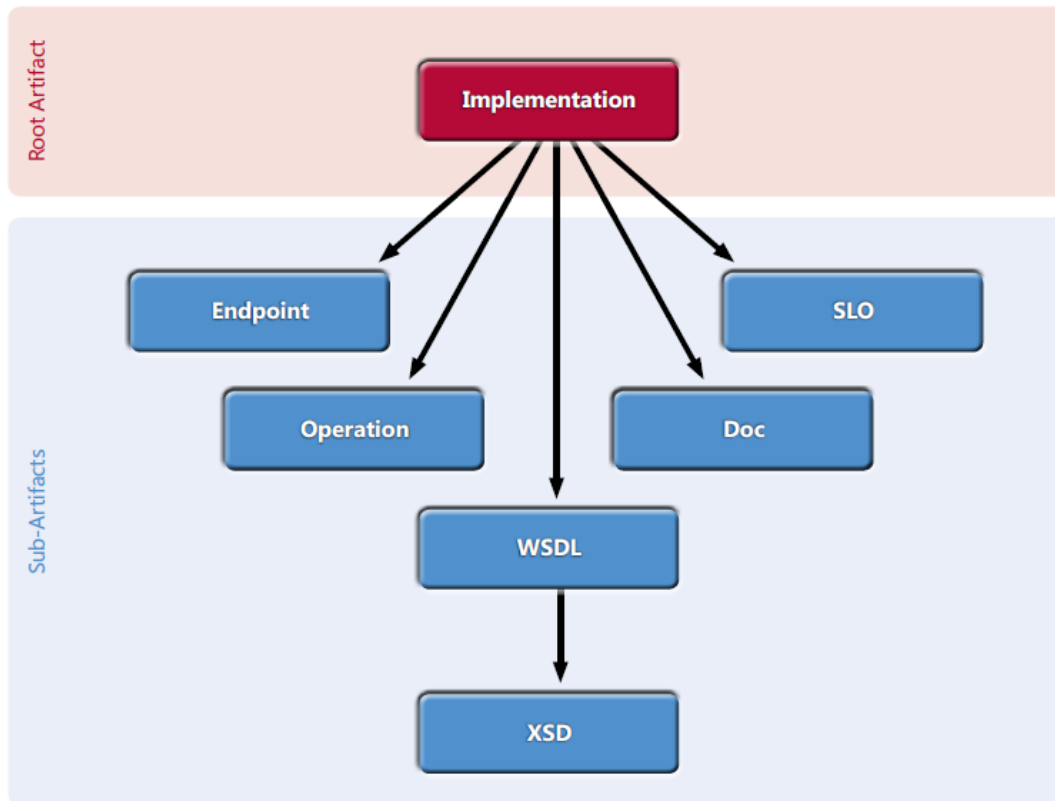 Root Artifact
Implementation
Sub-Artifacts
Endpoint
SLO
Operation
Doc
WSDL
XSD